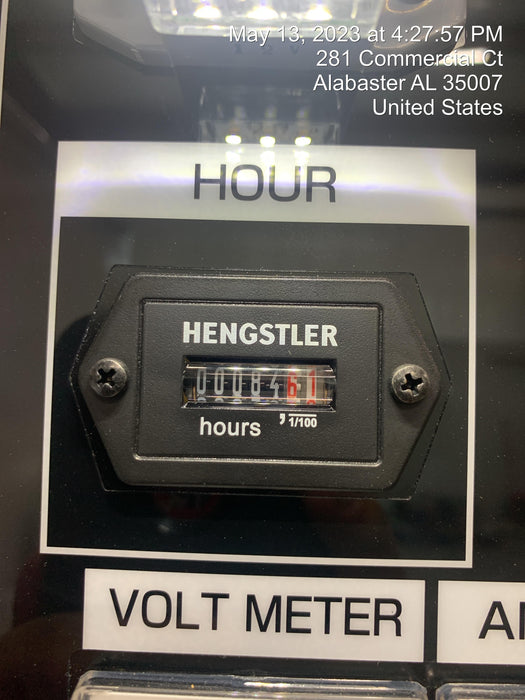 May 13, 2023 at 4:27:57 PM
281 Commercial Ct
Alabaster AL 35007
United States
HOUR
HENGSTLER
hours
1/100
VOLT METER